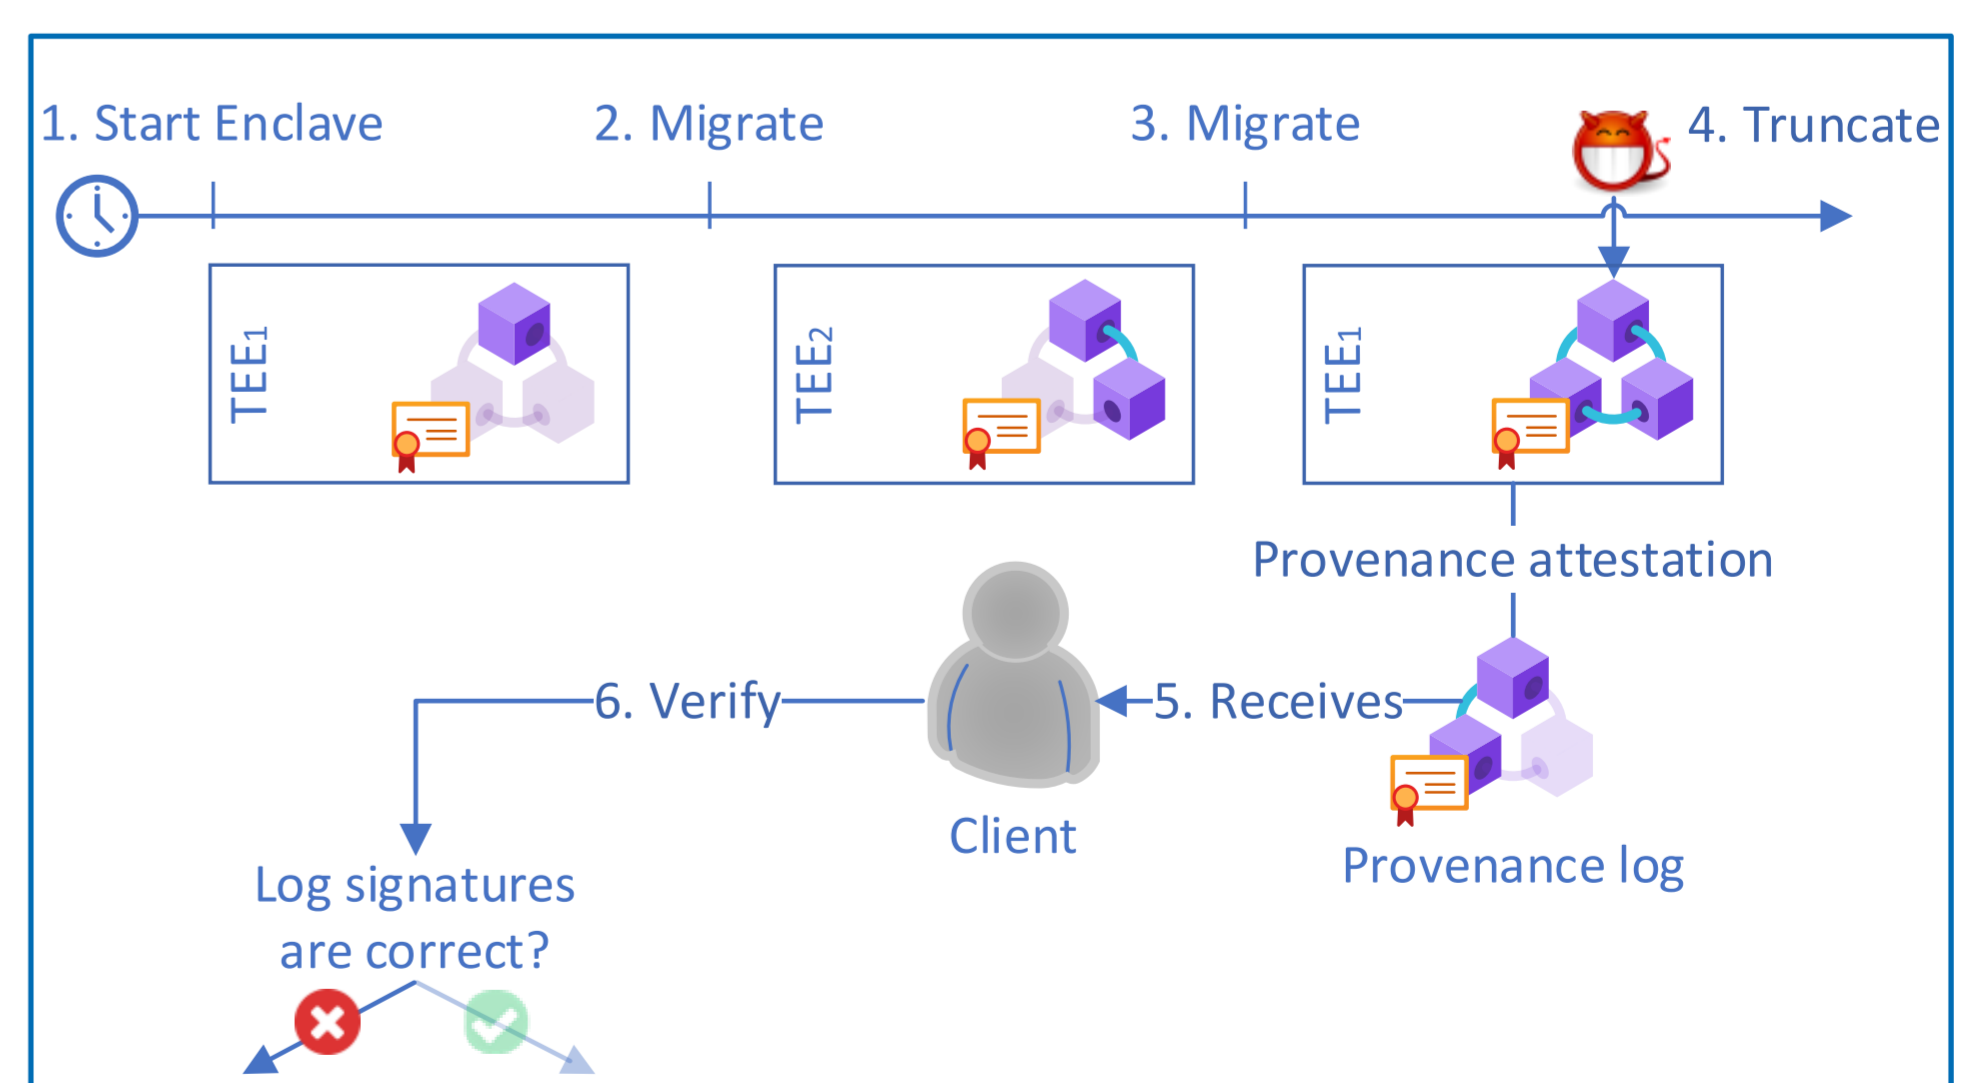 1. Start Enclave
2. Migrate
3. Migrate
4. Truncate
TEE1
TEE2
TEE1
Provenance attestation
6. Verify
5. Receives
Client
Provenance log
Log signatures
are correct?